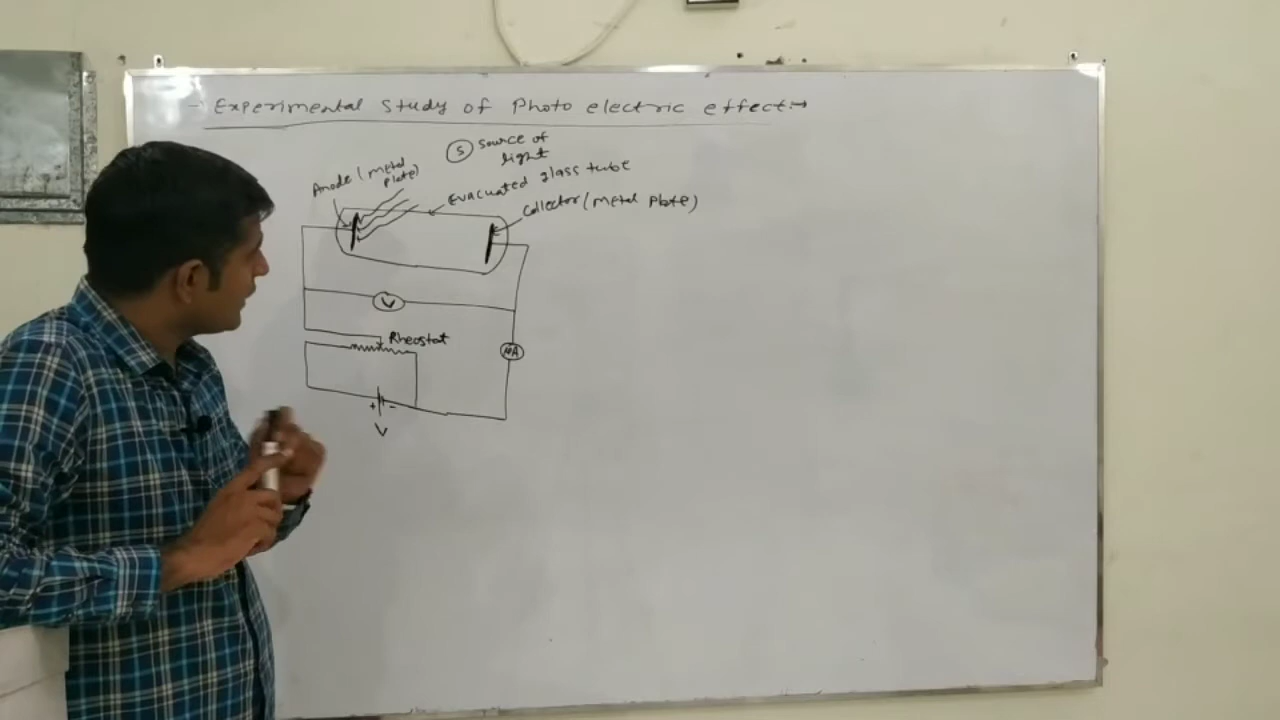 Experimental Study of Photo electric effect:→
S Source of
light
Anode (metal
plate)
Evacuated glass tube
Collector (Metal Plate)
V
Rheostat
μA
+ -
V